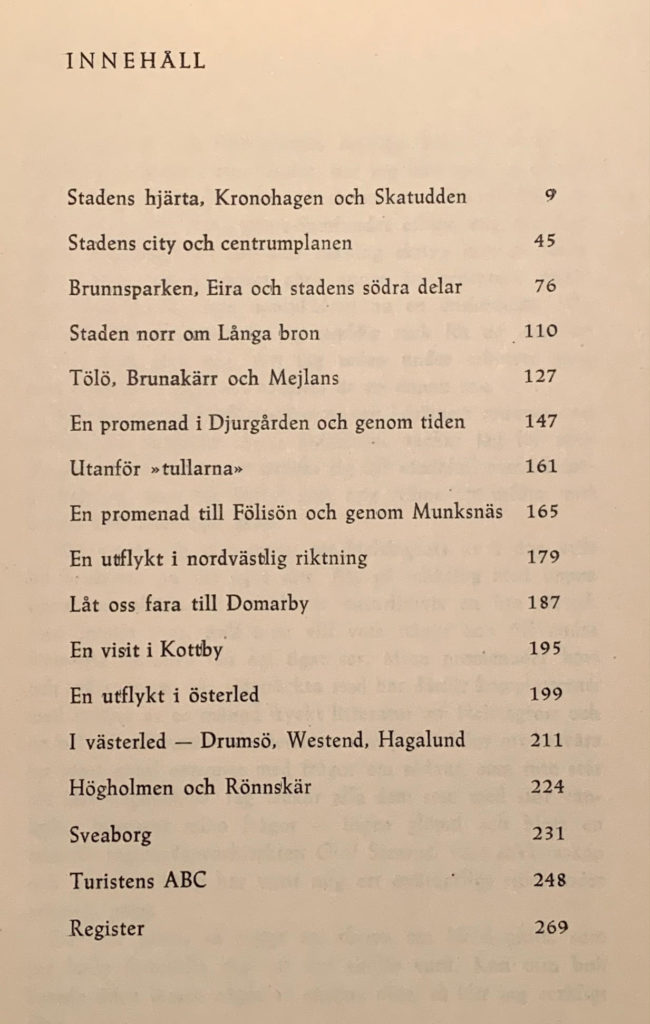 INNEHÅLL
Stadens hjärta, Kronohagen och Skatudden 9
Stadens city och centrumplanen 45
Brunnsparken, Eira och stadens södra delar 76
Staden norr om Långa bron 110
Tölö, Brunakärr och Mejlans 127
En promenad i Djurgården och genom tiden 147
Utanför »tullarna» 161
En promenad till Fölisön och genom Munksnäs 165
En utflykt i nordvästlig riktning 179
Låt oss fara till Domarby 187
En visit i Kottby 195
En utflykt i österled 199
I västerled — Drumsö, Westend, Hagalund 211
Högholmen och Rönnskär 224
Sveaborg 231
Turistens ABC 248
Register 269